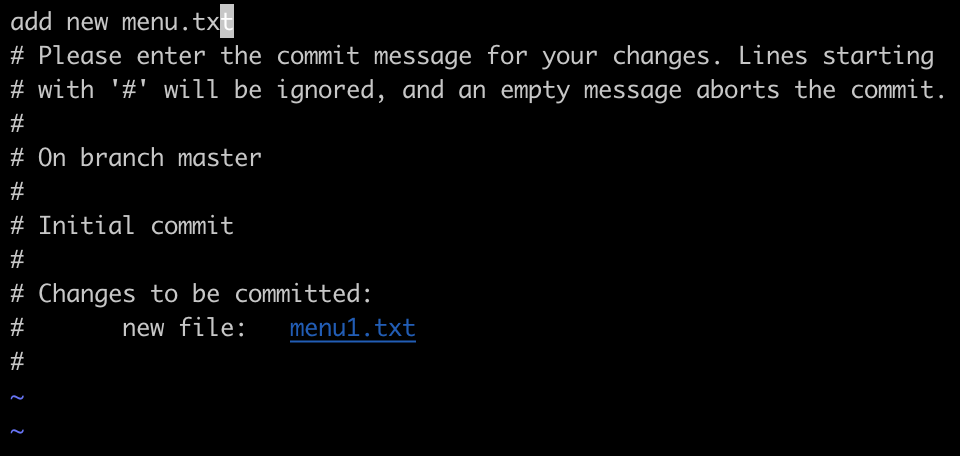 add new menu.txt
# Please enter the commit message for your changes. Lines starting
# with '#' will be ignored, and an empty message aborts the commit.
#
# On branch master
#
# Initial commit
#
# Changes to be committed:
#       new file:   menu1.txt
#
~
~